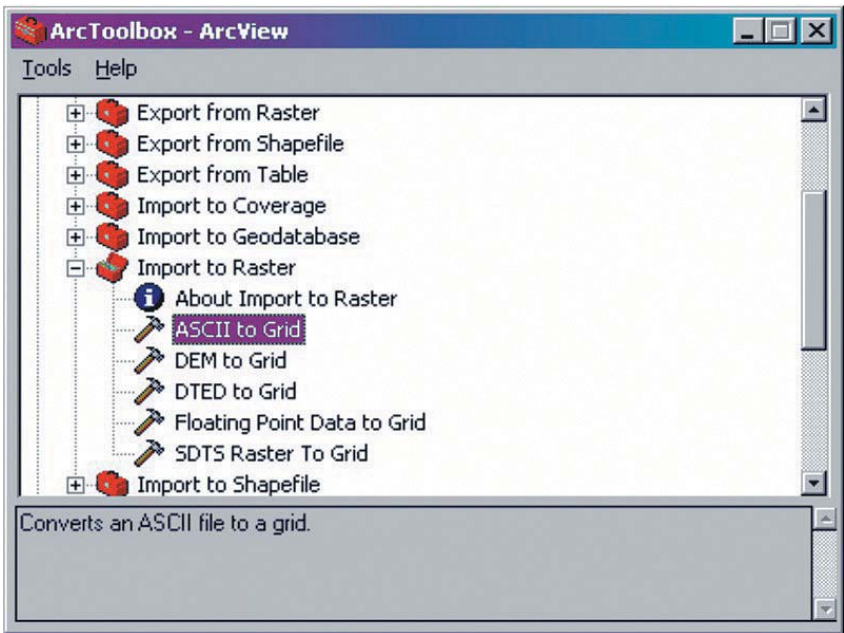 ArcToolbox - ArcView
Tools Help
Export from Raster
Export from Shapefile
Export from Table
Import to Coverage
Import to Geodatabase
Import to Raster
About Import to Raster
ASCII to Grid
DEM to Grid
DTED to Grid
Floating Point Data to Grid
SDTS Raster To Grid
Import to Shapefile
Converts an ASCII file to a grid.